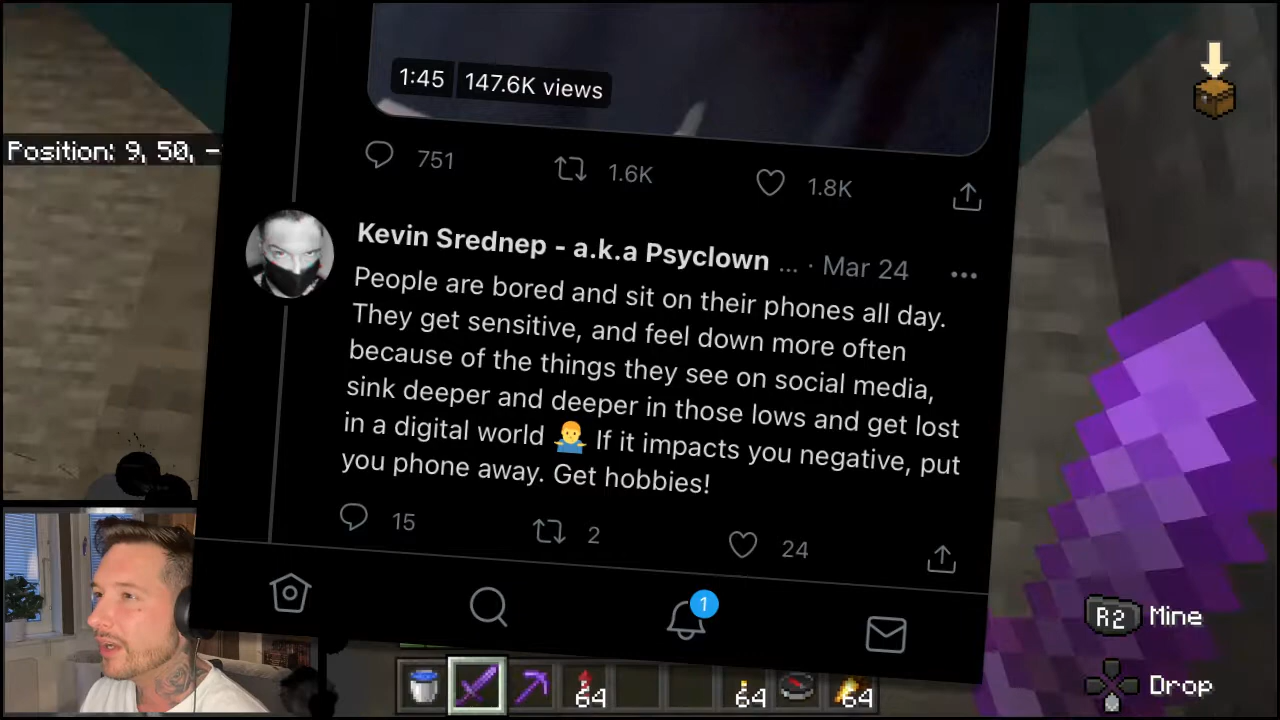 1:45 147.6K views
Position: 9, 50, -
751 1.6K 1.8K
Kevin Srednep - a.k.a Psyclown ... · Mar 24
People are bored and sit on their phones all day.
They get sensitive, and feel down more often
because of the things they see on social media,
sink deeper and deeper in those lows and get lost
in a digital world 🤷‍♂️ If it impacts you negative, put
you phone away. Get hobbies!
15 2 24
1
R2 Mine
64 64 64
Drop